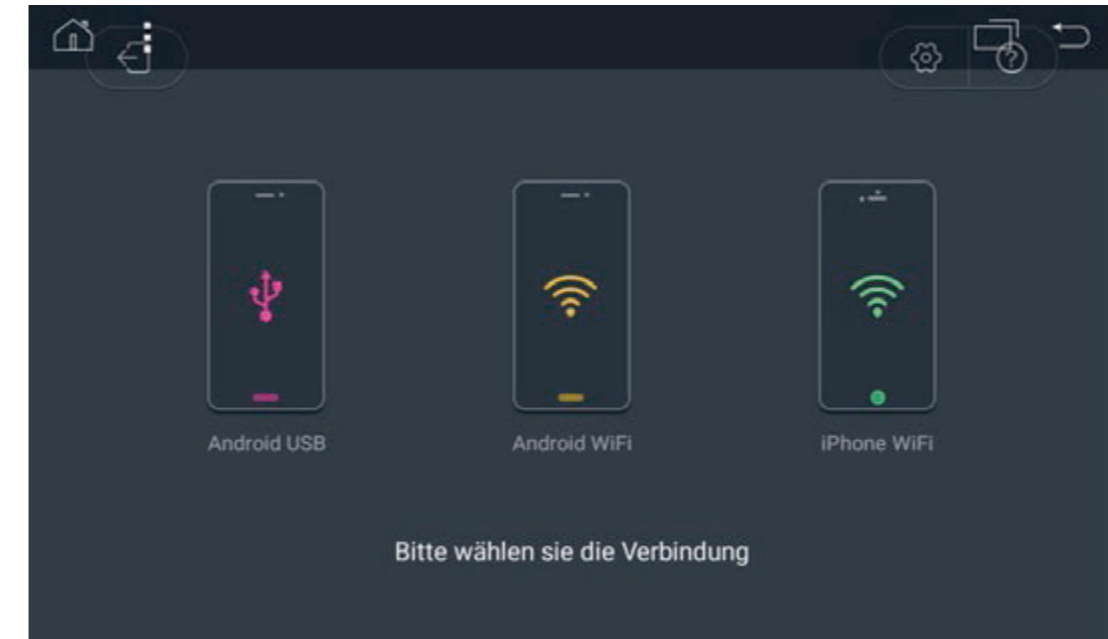 Android USB
Android WiFi
iPhone WiFi
Bitte wählen sie die Verbindung